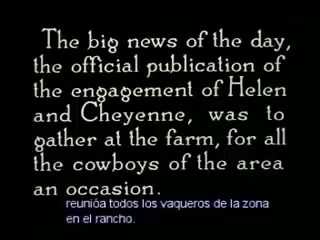 The big news of the day,
the official publication of
the engagement of Helen
and Cheyenne, was to
gather at the farm, for all
the cowboys of the area
an occasion.
reunióa todos los vaqueros de la zona
en el rancho.